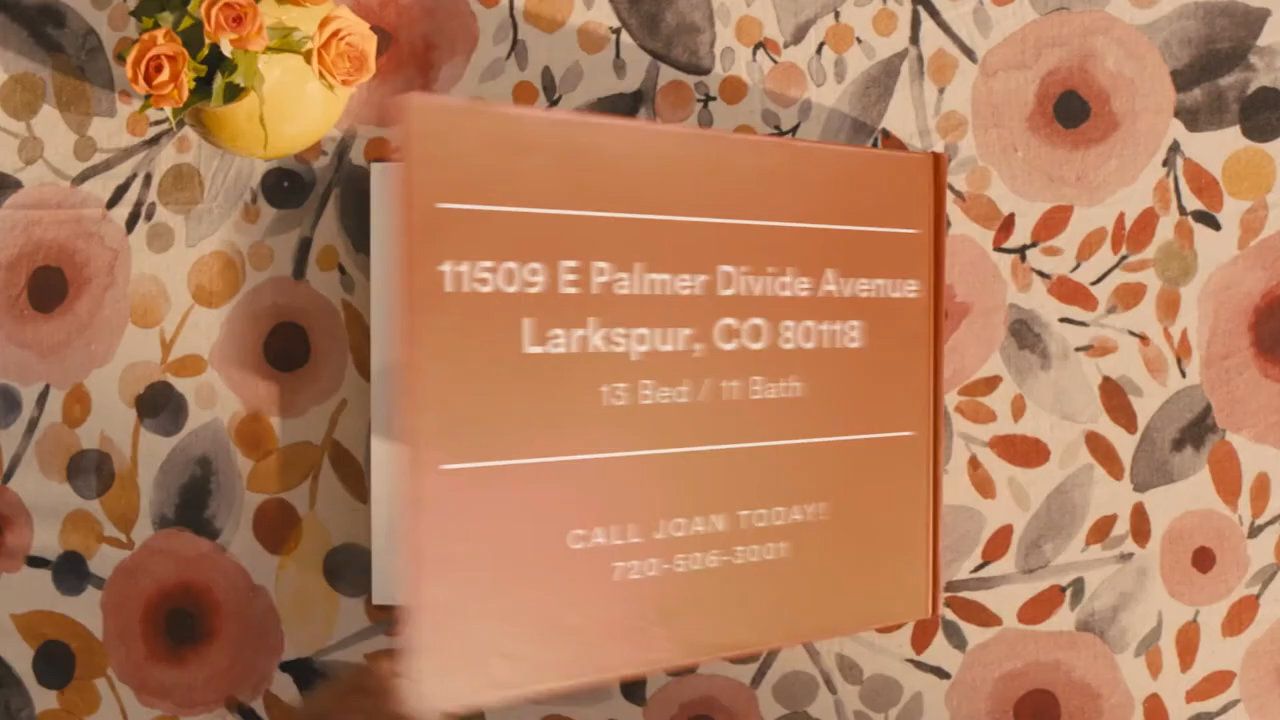 11509 E Palmer Divide Avenue
Larkspur, CO 80118
13 Bed / 11 Bath
CALL JOAN TODAY!
720-506-3001